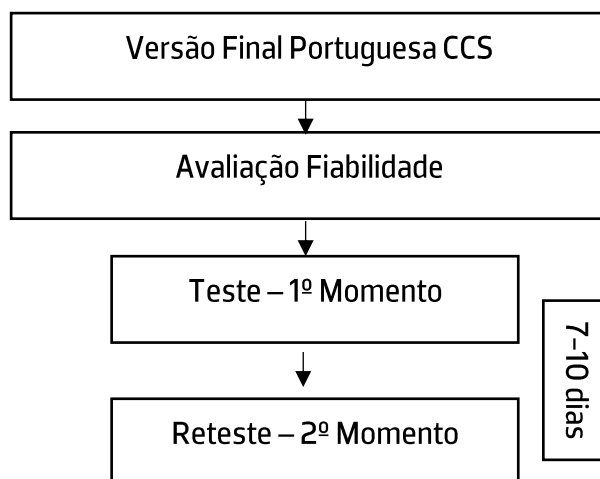 Versão Final Portuguesa CCS
Avaliação Fiabilidade
Teste – 1º Momento
7-10 dias
Reteste – 2º Momento